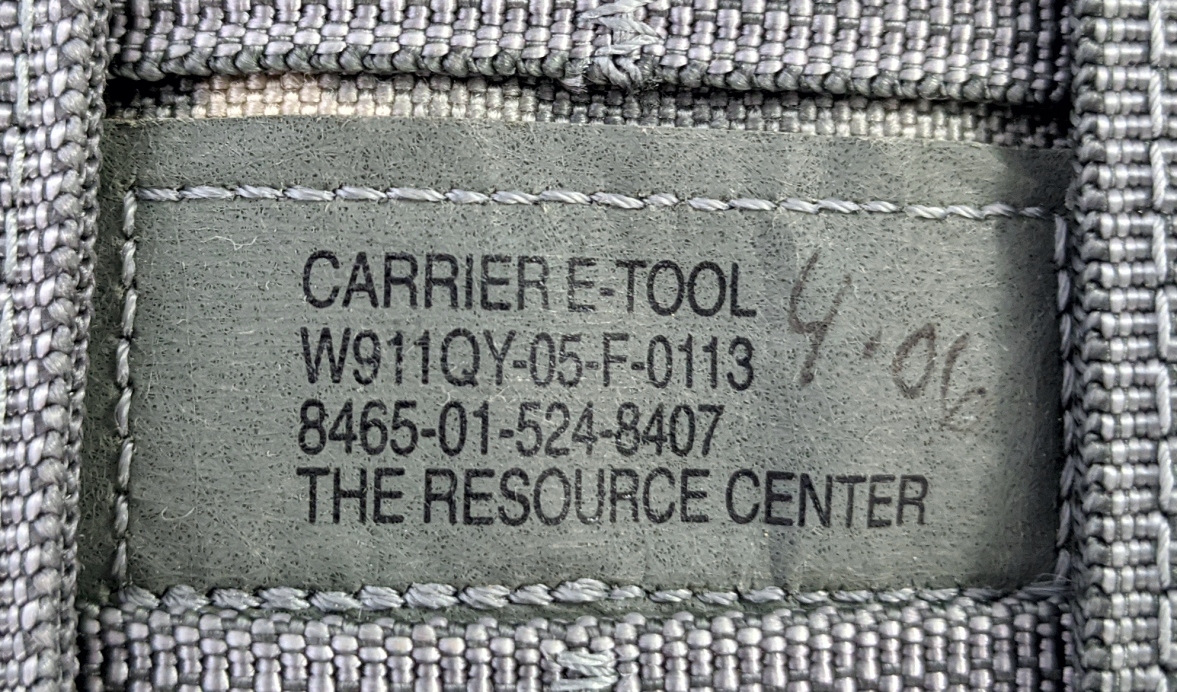 CARRIER E-TOOL
W911QY-05-F-0113
8465-01-524-8407
THE RESOURCE CENTER
4.06